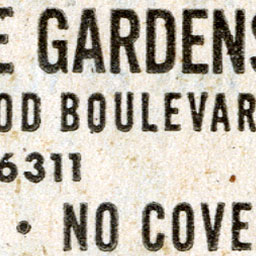 E GARDENS
OD BOULEVAR
6311
• NO COVE